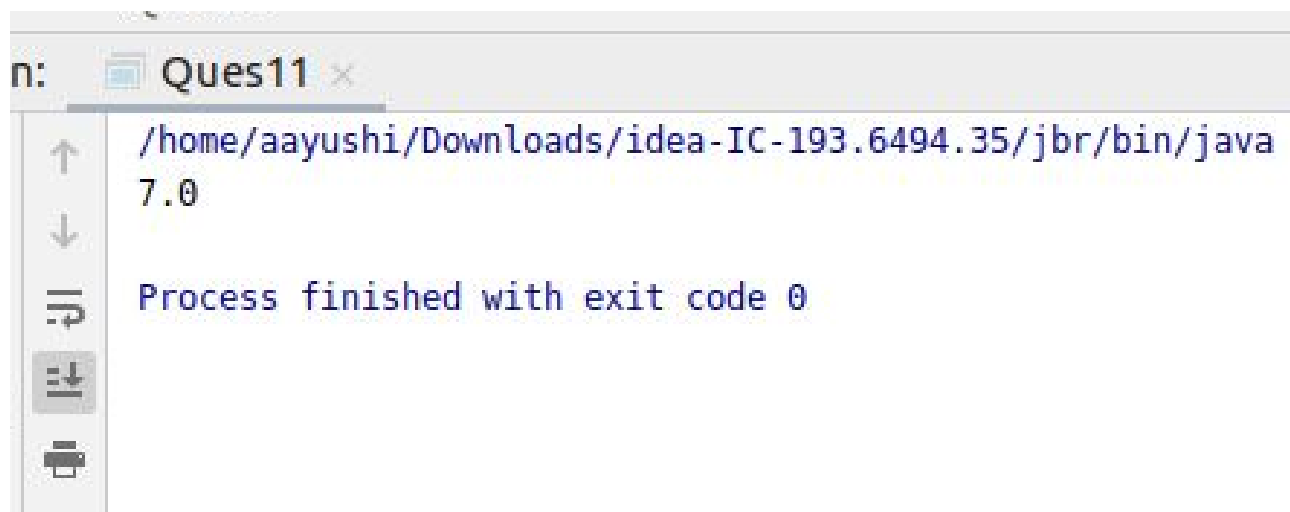 n: Ques11
/home/aayushi/Downloads/idea-IC-193.6494.35/jbr/bin/java
7.0
Process finished with exit code 0